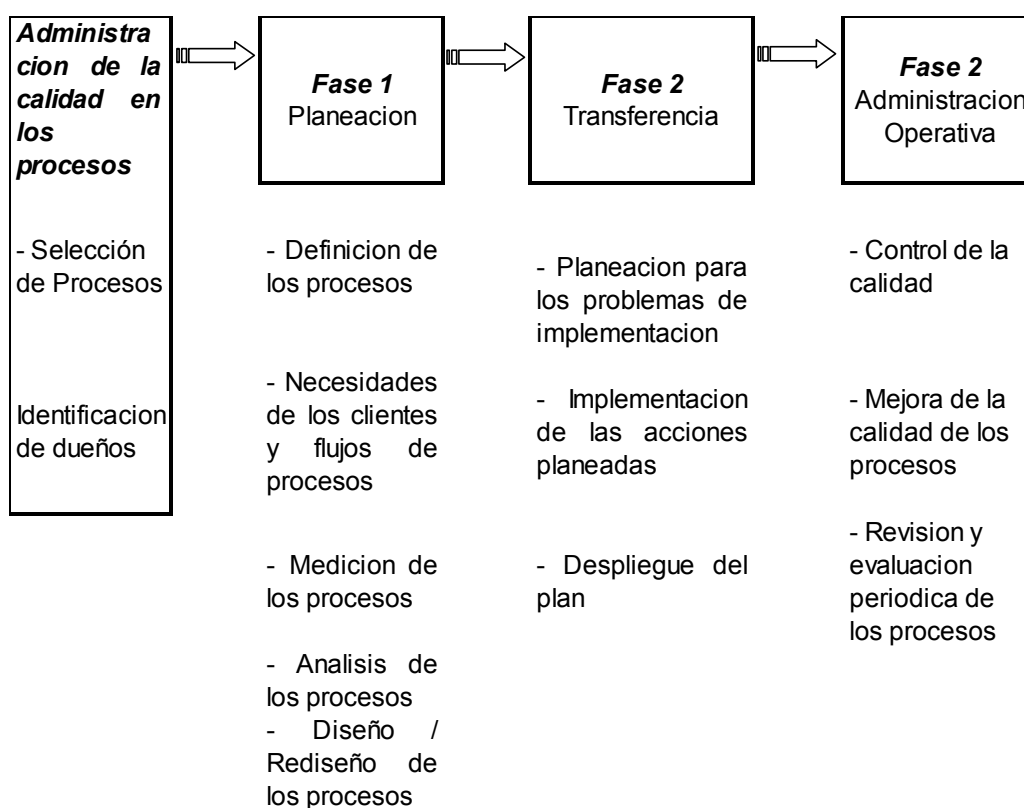 Administra
cion de la
calidad en
los
procesos
- Selección
de Procesos
Identificacion
de dueños
Fase 1
Planeacion
- Definicion de
los procesos
- Necesidades
de los clientes
y flujos de
procesos
- Medicion de
los procesos
- Analisis de
los procesos
- Diseño /
Rediseño de
los procesos
Fase 2
Transferencia
- Planeacion para
los problemas de
implementacion
- Implementacion
de las acciones
planeadas
- Despliegue del
plan
Fase 2
Administracion
Operativa
- Control de la
calidad
- Mejora de la
calidad de los
procesos
- Revision y
evaluacion
periodica de
los procesos